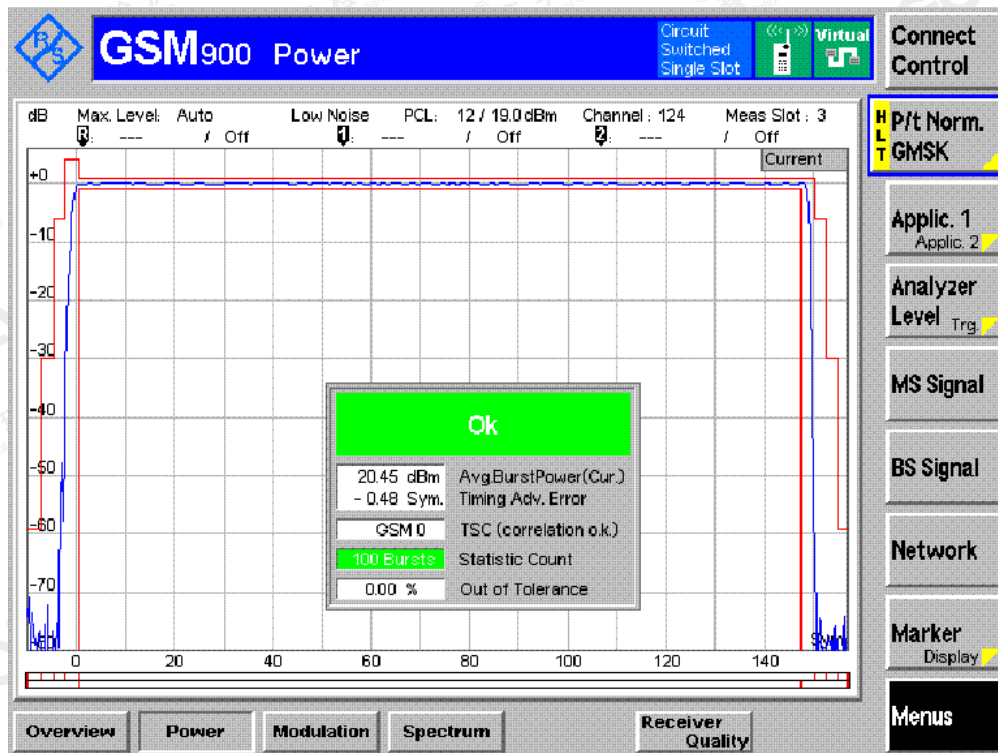 R S
GSM900 Power
Circuit
Switched
Single Slot
Virtual
Connect
Control
dB Max. Level: Auto Low Noise PCL: 12 / 19.0 dBm Channel : 124 Meas Slot : 3
R: --- / Off 1: --- / Off 2: --- / Off
Current
H L T
P/t Norm.
GMSK
Applic. 1
Applic. 2
Analyzer
Level Trg.
MS Signal
BS Signal
Network
Marker
Display
Menus
+0
-10
-20
-30
-40
-50
-60
-70
Ok
20.45 dBm Avg.BurstPower(Cur.)
- 0.48 Sym. Timing Adv. Error
GSM 0 TSC (correlation o.k.)
100 Bursts Statistic Count
0.00 % Out of Tolerance
0 20 40 60 80 100 120 140
Overview Power Modulation Spectrum Receiver Quality